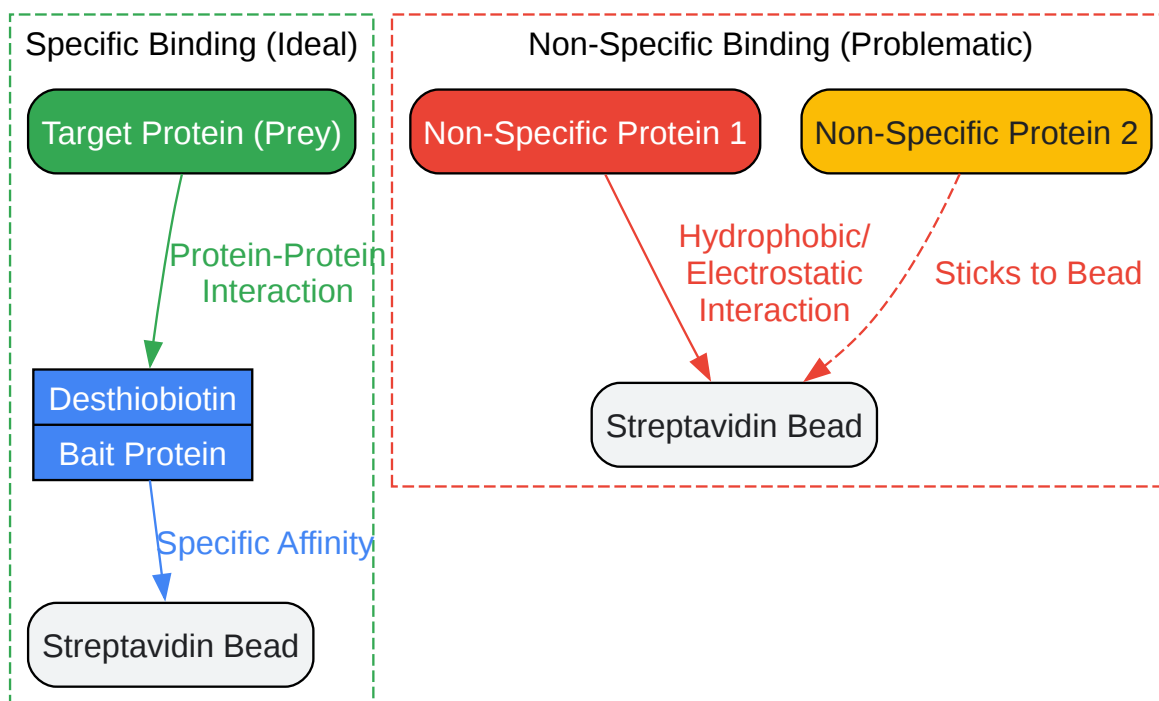 Specific Binding (Ideal)
Target Protein (Prey)
Protein-Protein
Interaction
Desthiobiotin
Bait Protein
Specific Affinity
Streptavidin Bead
Non-Specific Binding (Problematic)
Non-Specific Protein 1
Non-Specific Protein 2
Hydrophobic/
Electrostatic
Interaction
Sticks to Bead
Streptavidin Bead